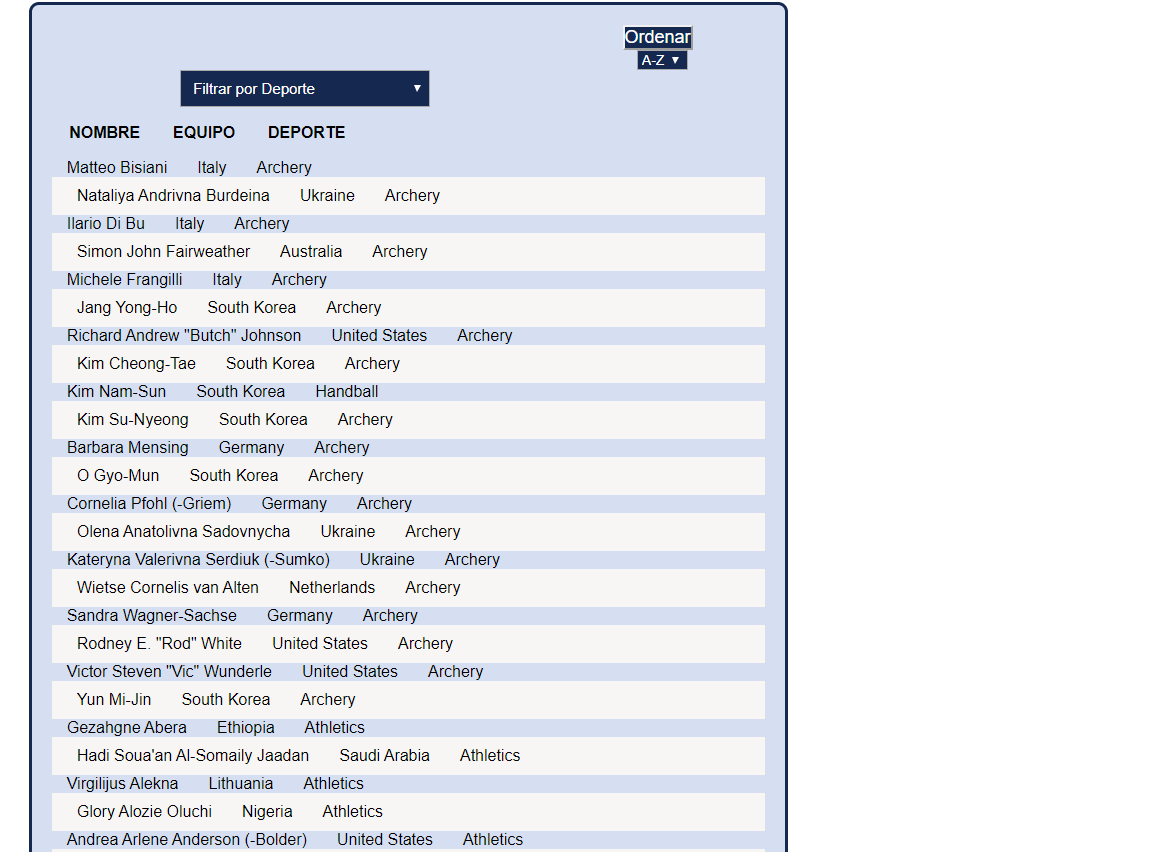 Ordenar
A-Z ▼
Filtrar por Deporte ▼
NOMBRE EQUIPO DEPORTE
Matteo Bisiani Italy Archery
Nataliya Andrivna Burdeina Ukraine Archery
Ilario Di Bu Italy Archery
Simon John Fairweather Australia Archery
Michele Frangilli Italy Archery
Jang Yong-Ho South Korea Archery
Richard Andrew "Butch" Johnson United States Archery
Kim Cheong-Tae South Korea Archery
Kim Nam-Sun South Korea Handball
Kim Su-Nyeong South Korea Archery
Barbara Mensing Germany Archery
O Gyo-Mun South Korea Archery
Cornelia Pfohl (-Griem) Germany Archery
Olena Anatolivna Sadovnycha Ukraine Archery
Kateryna Valerivna Serdiuk (-Sumko) Ukraine Archery
Wietse Cornelis van Alten Netherlands Archery
Sandra Wagner-Sachse Germany Archery
Rodney E. "Rod" White United States Archery
Victor Steven "Vic" Wunderle United States Archery
Yun Mi-Jin South Korea Archery
Gezahgne Abera Ethiopia Athletics
Hadi Soua'an Al-Somaily Jaadan Saudi Arabia Athletics
Virgilijus Alekna Lithuania Athletics
Glory Alozie Oluchi Nigeria Athletics
Andrea Arlene Anderson (-Bolder) United States Athletics